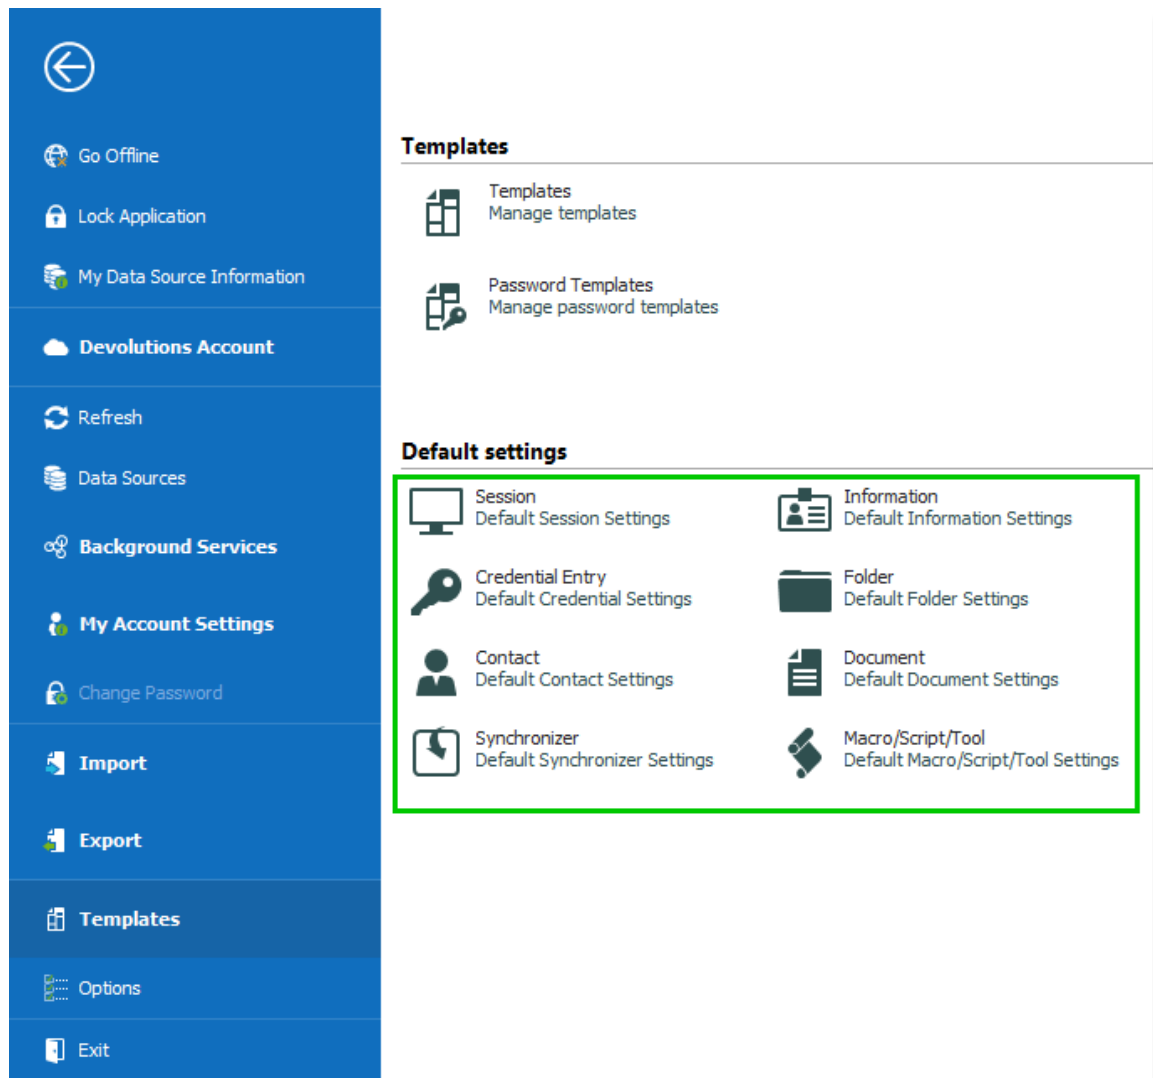 Go Offline
Lock Application
My Data Source Information
Devolutions Account
Refresh
Data Sources
Background Services
My Account Settings
Change Password
Import
Export
Templates
Options
Exit
Templates
Templates
Manage templates
Password Templates
Manage password templates
Default settings
Session
Default Session Settings
Information
Default Information Settings
Credential Entry
Default Credential Settings
Folder
Default Folder Settings
Contact
Default Contact Settings
Document
Default Document Settings
Synchronizer
Default Synchronizer Settings
Macro/Script/Tool
Default Macro/Script/Tool Settings